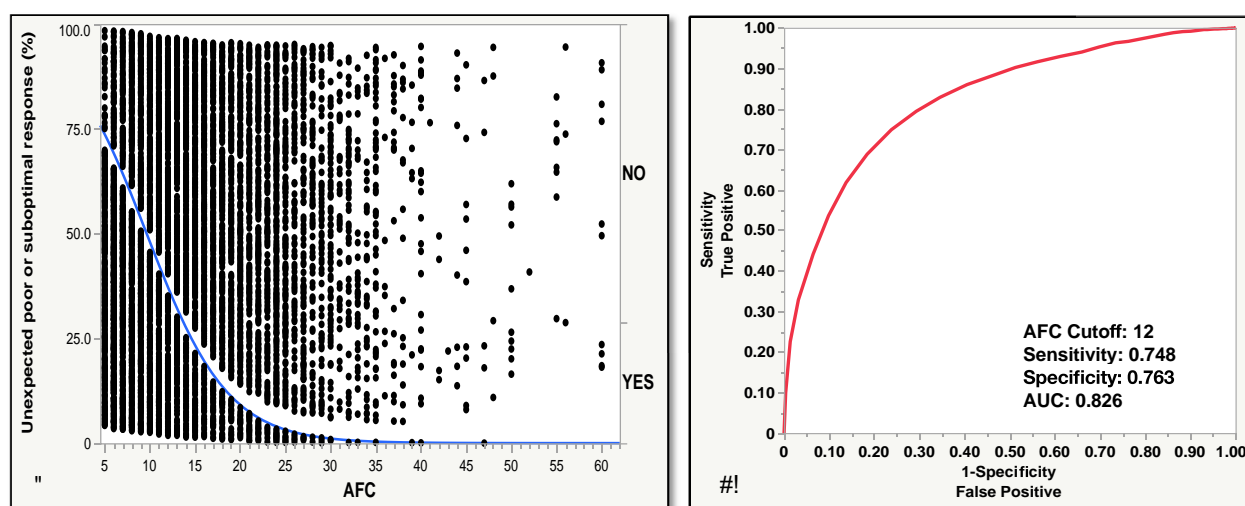 Unexpected poor or suboptimal response (%)
100.0
75.0
50.0
25.0
0
NO
YES
5 10 15 20 25 30 35 40 45 50 55 60
AFC
"
1.00
0.90
0.80
0.70
0.60
0.50
0.40
0.30
0.20
0.10
0
Sensitivity
True Positive
AFC Cutoff: 12
Sensitivity: 0.748
Specificity: 0.763
AUC: 0.826
0 0.10 0.20 0.30 0.40 0.50 0.60 0.70 0.80 0.90 1.00
1-Specificity
False Positive
#!